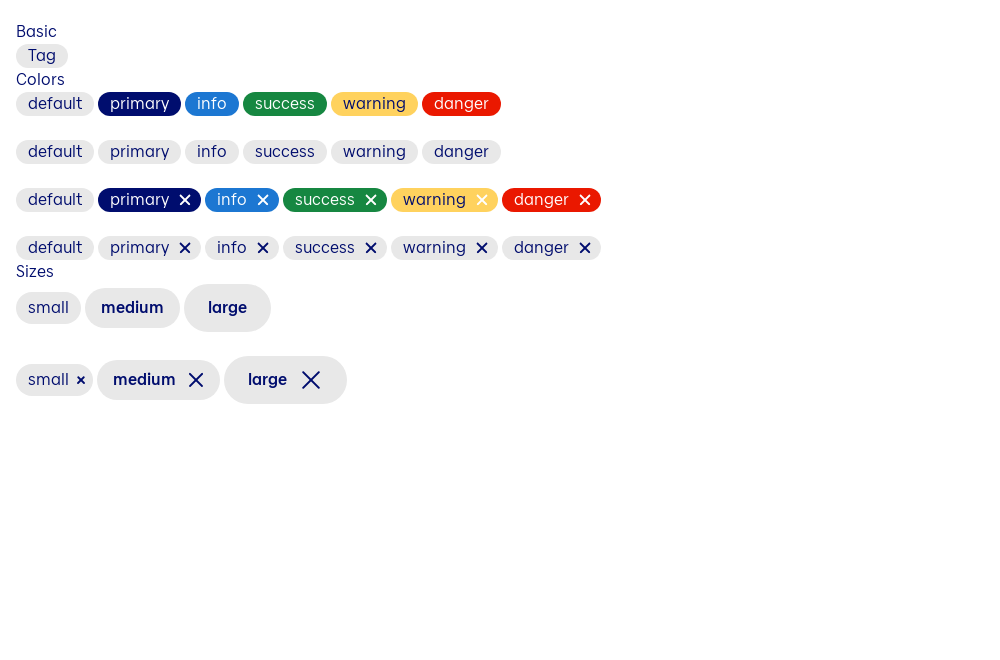 Basic
Tag
Colors
default primary info success warning danger
default primary info success warning danger
default primary info success warning danger
default primary info success warning danger
Sizes
small medium large
small medium large